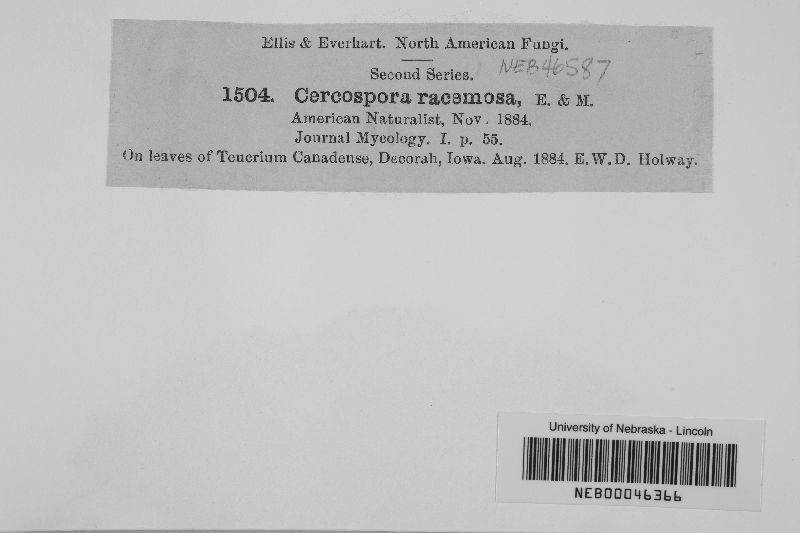 Ellis & Everhart. North American Fungi.
Second Series. NEB46587
1504. Cercospora racemosa, E. & M.
American Naturalist, Nov. 1884.
Journal Mycology. I. p. 55.
On leaves of Teucrium Canadense, Decorah, Iowa. Aug. 1884. E.W.D. Holway.
University of Nebraska - Lincoln
NEB00046366